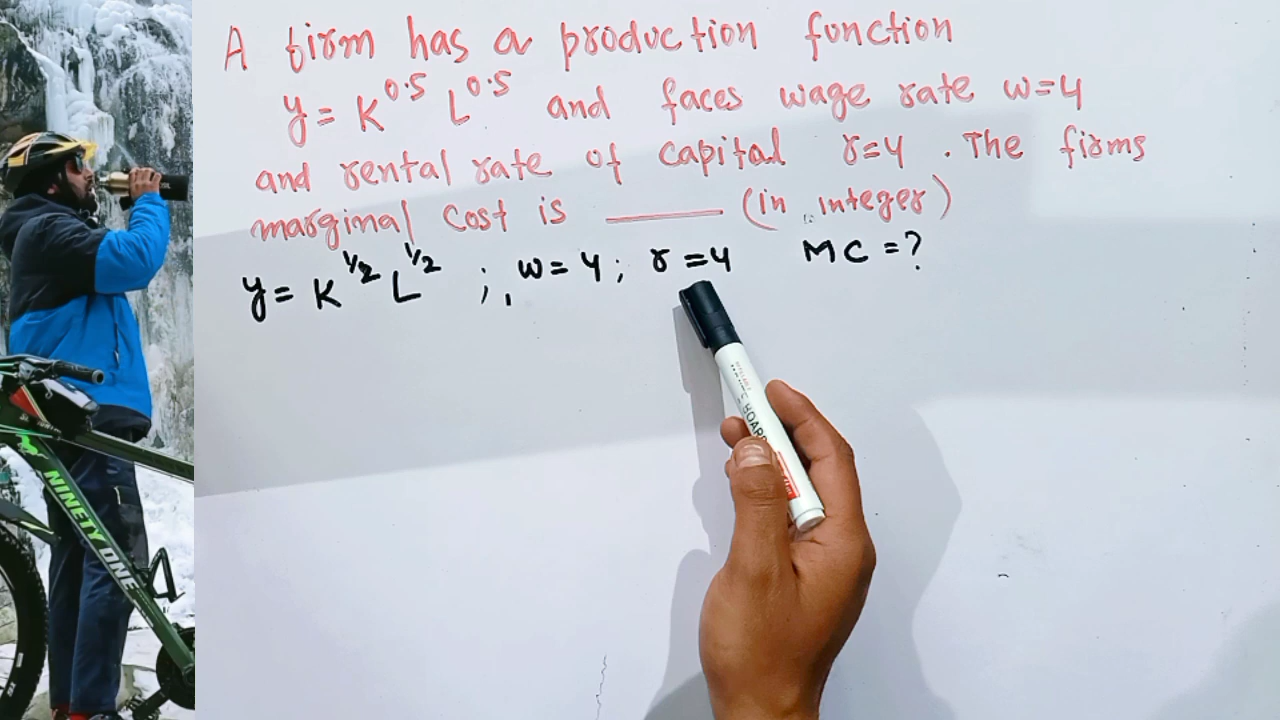 A firm has a production function
y = K^0.5 L^0.5 and faces wage rate w=4
and rental rate of capital r=4 . The firms
marginal cost is ______ (in integer)
y = K^1/2 L^1/2 ; w = 4 ; r = 4 MC = ?
NINETY ONE